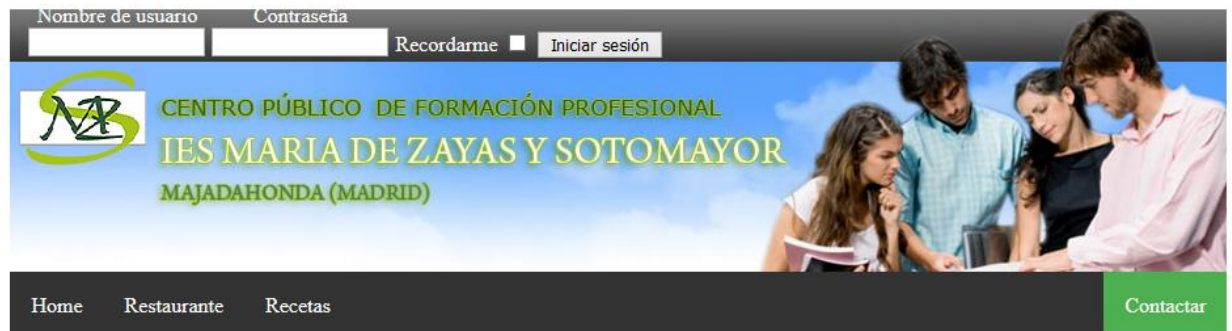 Nombre de usuario Contraseña
Recordarme Iniciar sesión
CENTRO PÚBLICO DE FORMACIÓN PROFESIONAL
IES MARIA DE ZAYAS Y SOTOMAYOR
MAJADAHONDA (MADRID)
Home Restaurante Recetas Contactar